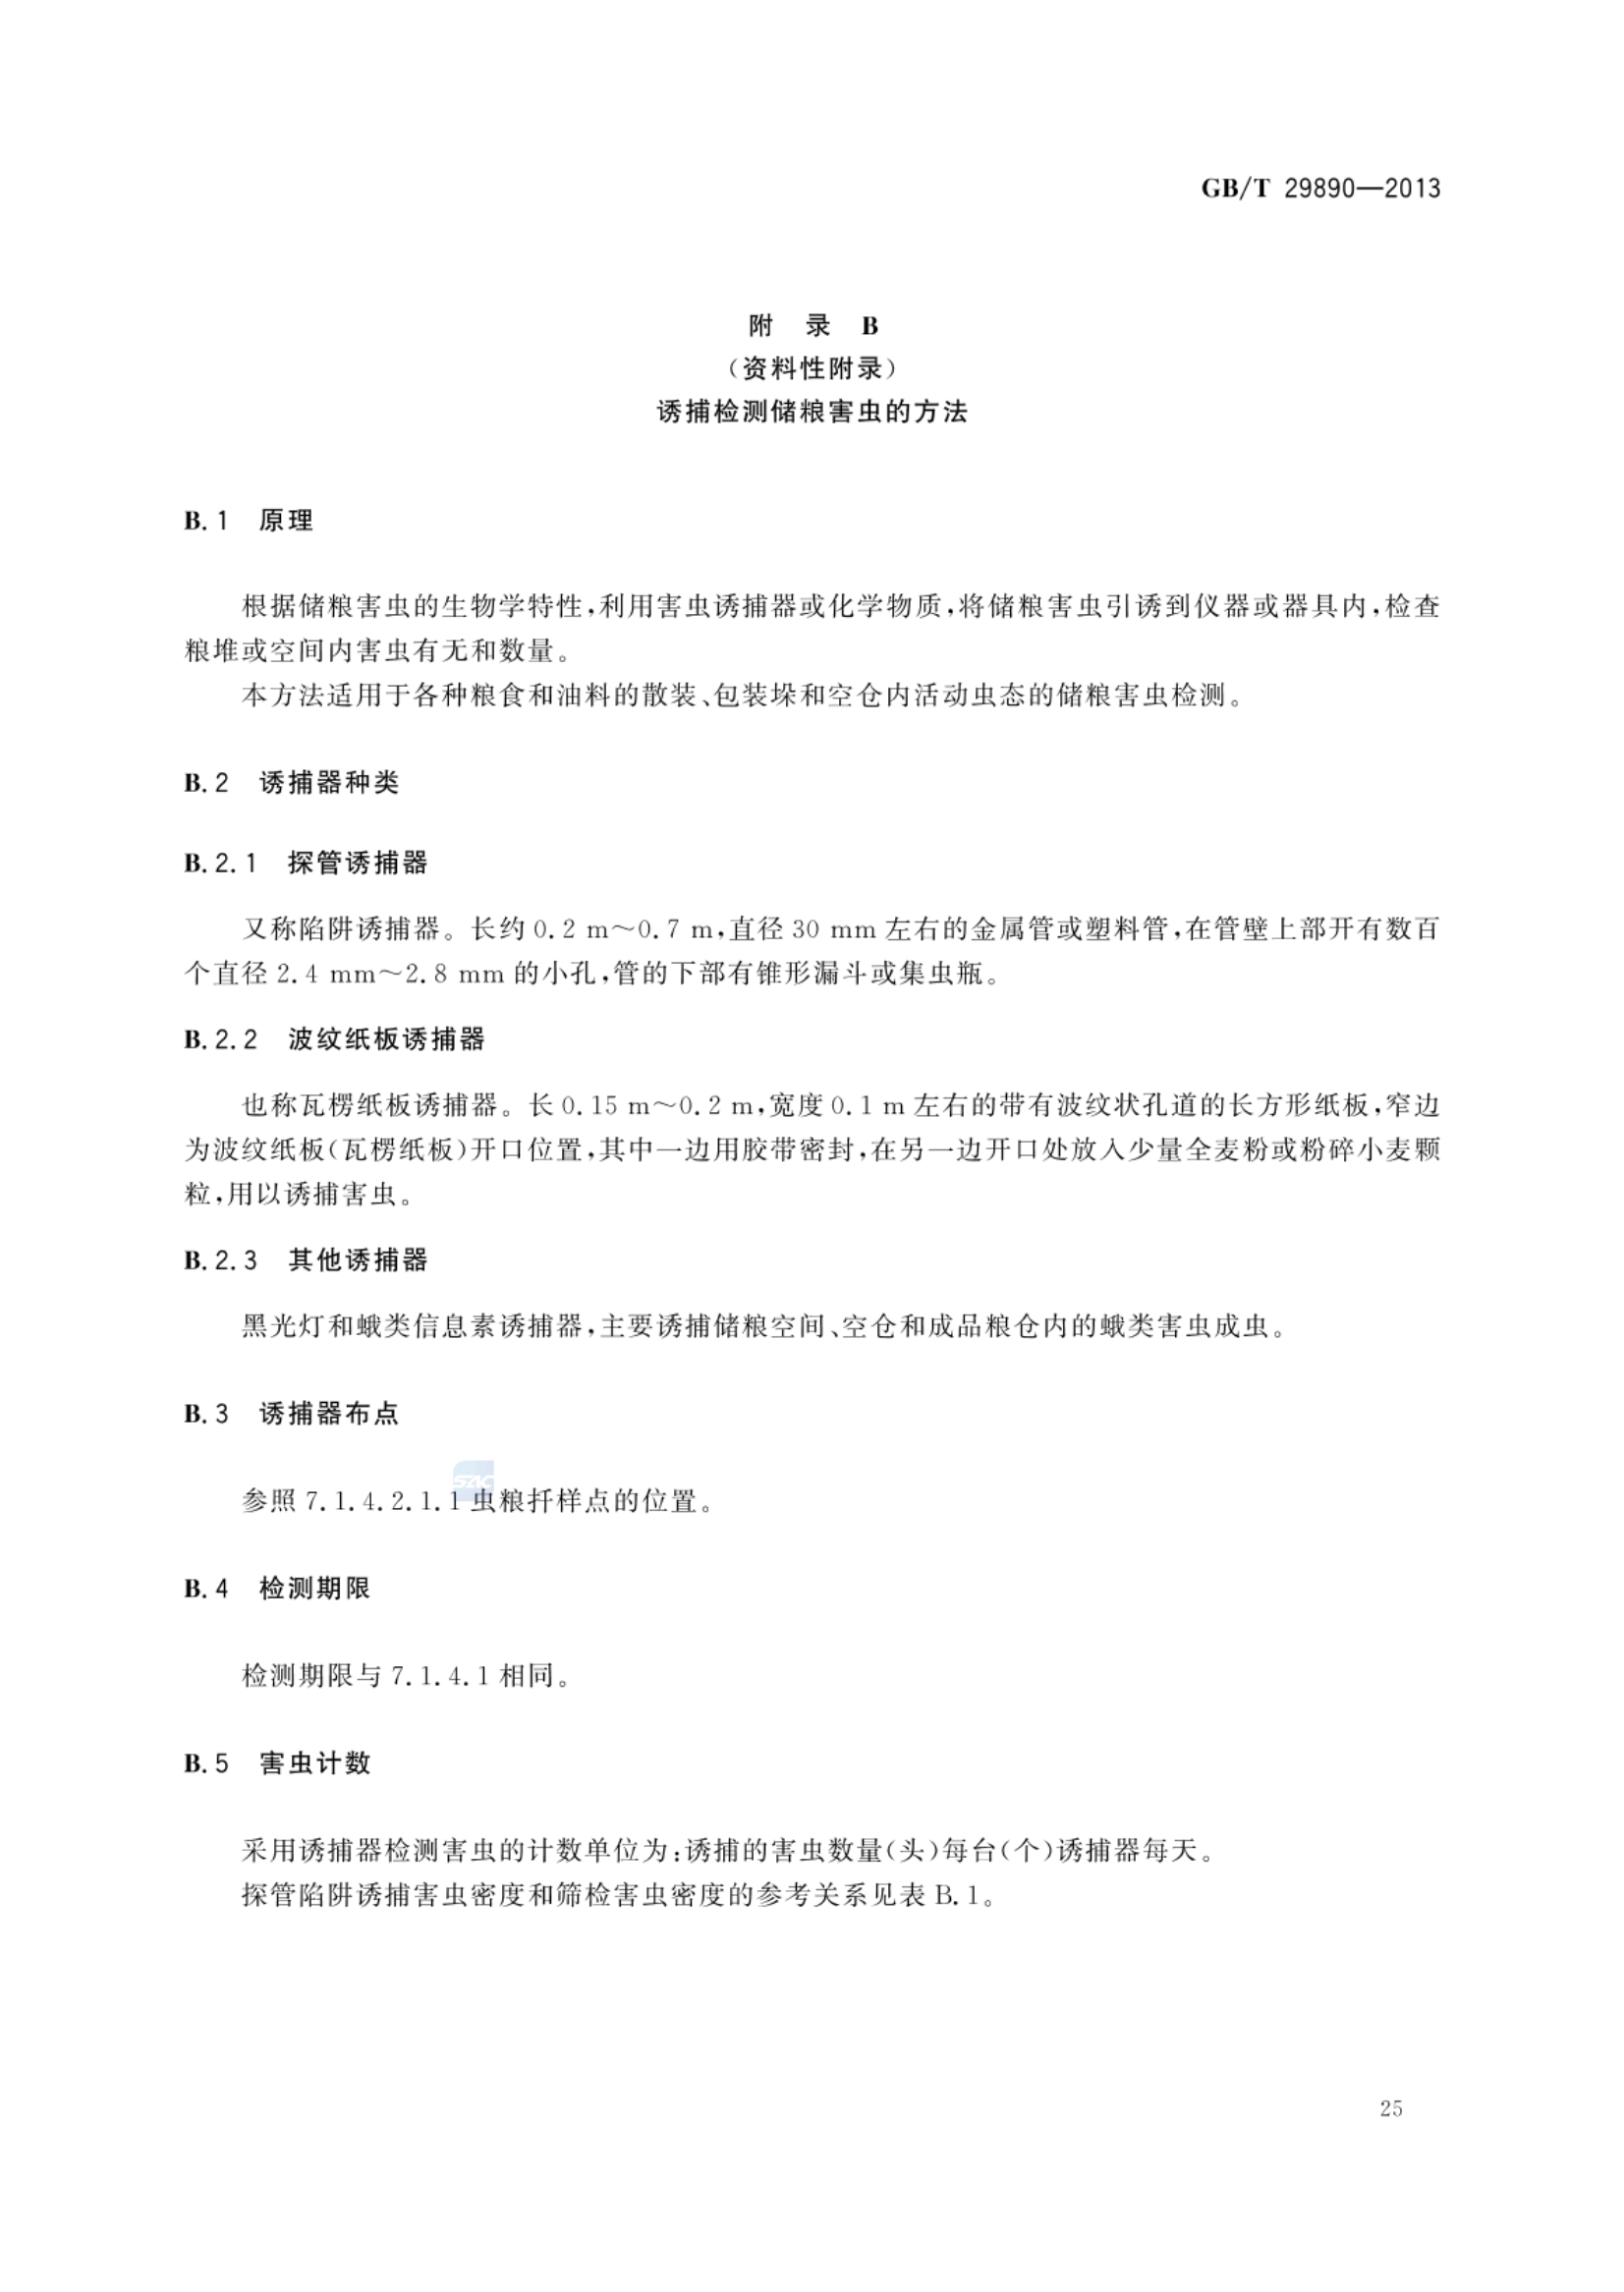 GB/T 29890—2013
附 录 B
（资料性附录）
诱捕检测储粮害虫的方法
B.1 原理
根据储粮害虫的生物学特性,利用害虫诱捕器或化学物质,将储粮害虫引诱到仪器或器具内,检查
粮堆或空间内害虫有无和数量。
本方法适用于各种粮食和油料的散装、包装垛和空仓内活动虫态的储粮害虫检测。
B.2 诱捕器种类
B.2.1 探管诱捕器
又称陷阱诱捕器。长约 0.2 m～0.7 m,直径 30 mm 左右的金属管或塑料管,在管壁上部开有数百
个直径 2.4 mm～2.8 mm 的小孔,管的下部有锥形漏斗或集虫瓶。
B.2.2 波纹纸板诱捕器
也称瓦楞纸板诱捕器。长 0.15 m～0.2 m,宽度 0.1 m 左右的带有波纹状孔道的长方形纸板,窄边
为波纹纸板(瓦楞纸板)开口位置,其中一边用胶带密封,在另一边开口处放入少量全麦粉或粉碎小麦颗
粒,用以诱捕害虫。
B.2.3 其他诱捕器
黑光灯和蛾类信息素诱捕器,主要诱捕储粮空间、空仓和成品粮仓内的蛾类害虫成虫。
B.3 诱捕器布点
SAC
参照 7.1.4.2.1.1 虫粮扦样点的位置。
B.4 检测期限
检测期限与 7.1.4.1 相同。
B.5 害虫计数
采用诱捕器检测害虫的计数单位为:诱捕的害虫数量(头)每台(个)诱捕器每天。
探管陷阱诱捕害虫密度和筛检害虫密度的参考关系见表 B.1。
25